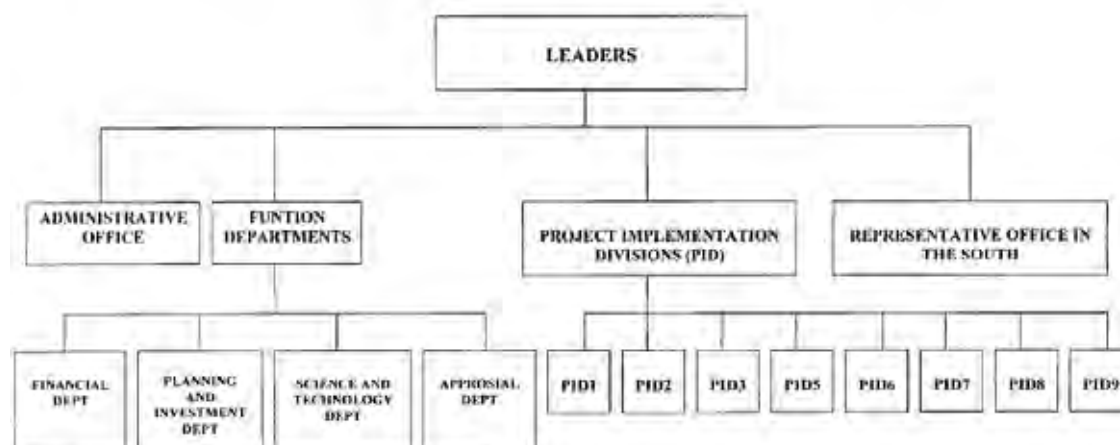 LEADERS
ADMINISTRATIVE
OFFICE
FUNTION
DEPARTMENTS
PROJECT IMPLEMENTATION
DIVISIONS (PID)
REPRESENTATIVE OFFICE IN
THE SOUTH
FINANCIAL
DEPT
PLANNING
AND
INVESTMENT
DEPT
SCIENCE AND
TECHNOLOGY
DEPT
APPROSIAL
DEPT
PID1
PID2
PID3
PID5
PID6
PID7
PID8
PID9